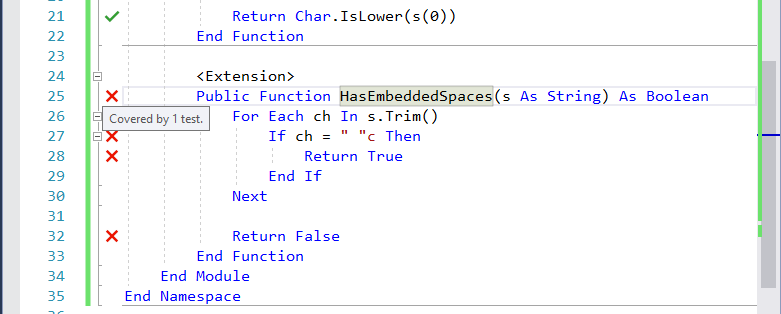 21 Return Char.IsLower(s(0))
22 End Function
23
24 <Extension>
25 Public Function HasEmbeddedSpaces(s As String) As Boolean
Covered by 1 test.
26 For Each ch In s.Trim()
27 If ch = " "c Then
28 Return True
29 End If
30 Next
31
32 Return False
33 End Function
34 End Module
35 End Namespace